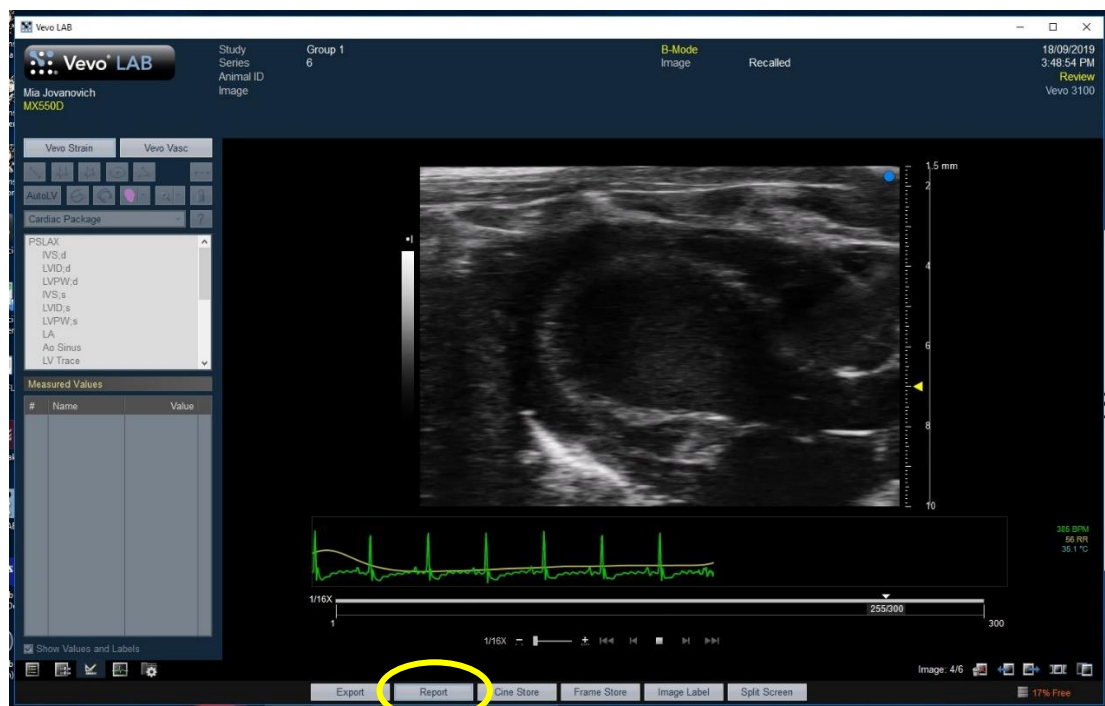 Vevo LAB
Vevo LAB
Study Group 1
Series 6
Animal ID
Image
B-Mode
Image Recalled
18/09/2019
3:48:54 PM
Review
Vevo 3100
Mia Jovanovich
MX550D
Vevo Strain Vevo Vasc
AutoLV
Cardiac Package ?
PSLAX
IVS;d
LVID;d
LVPW;d
IVS;s
LVID;s
LVPW;s
LA
Ao Sinus
LV Trace
Measured Values
# Name Value
Show Values and Labels
1.5 mm
2
4
6
8
10
385 BPM
56 RR
35.1 °C
1/16X
255/300
1 300
1/16X
Image: 4/6
Export Report Cine Store Frame Store Image Label Split Screen
17% Free